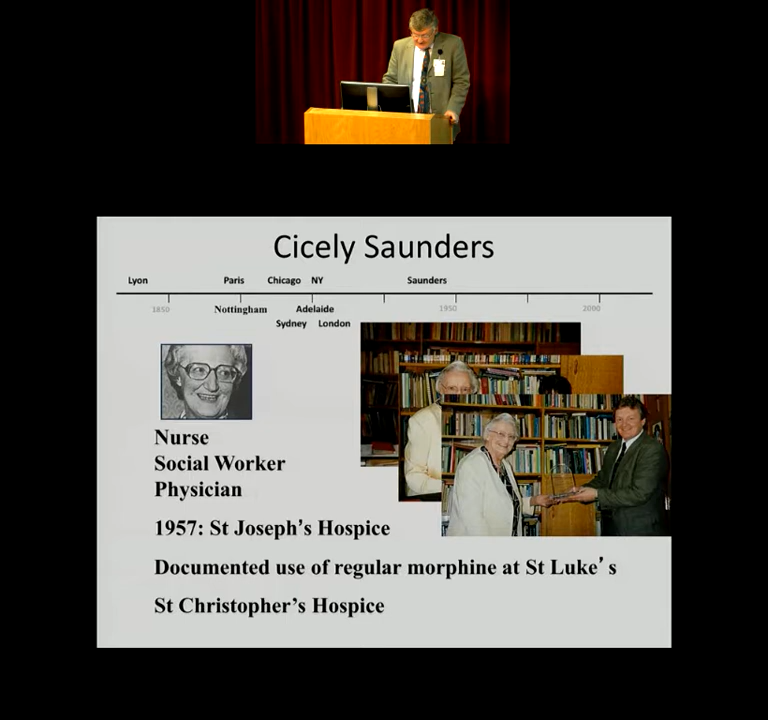 Cicely Saunders
Lyon Paris Chicago NY Saunders
1850 Nottingham Adelaide 1950 2000
Sydney London
Nurse
Social Worker
Physician
1957: St Joseph’s Hospice
Documented use of regular morphine at St Luke’s
St Christopher’s Hospice